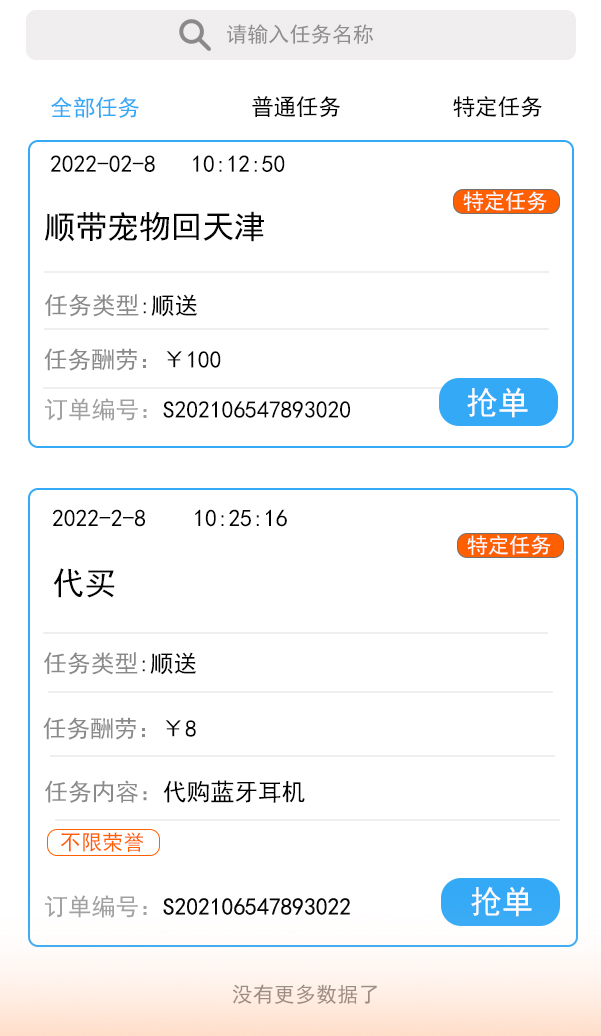 请输入任务名称
全部任务 普通任务 特定任务
2022-02-8 10:12:50
特定任务
顺带宠物回天津
任务类型:顺送
任务酬劳：￥100
订单编号：S202106547893020
抢单
2022-2-8 10:25:16
特定任务
代买
任务类型:顺送
任务酬劳：￥8
任务内容：代购蓝牙耳机
不限荣誉
订单编号：S202106547893022
抢单
没有更多数据了